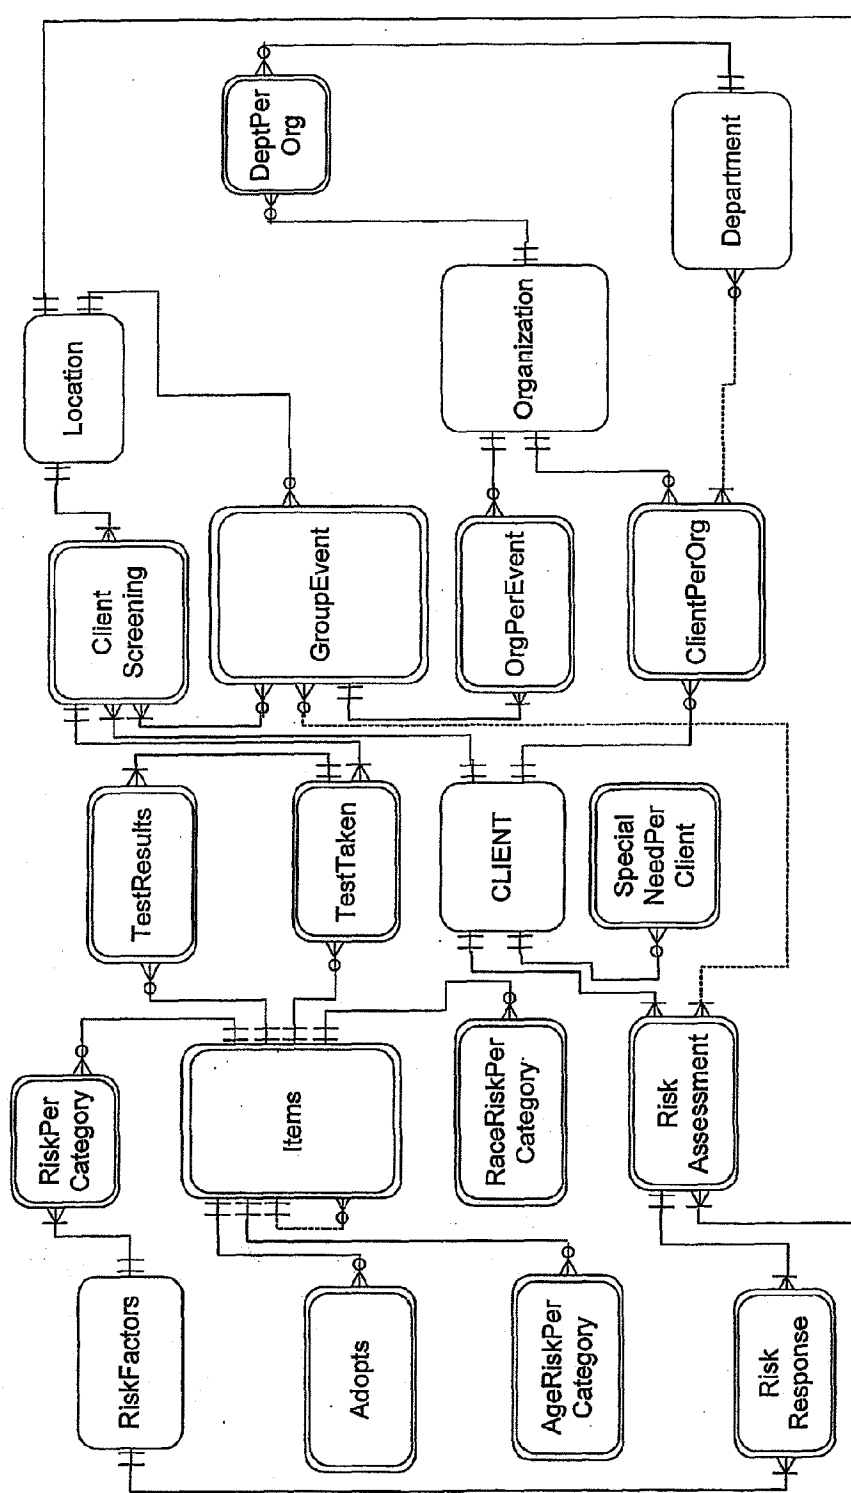 RiskFactors
RiskPer
Category
TestResults
Client
Screening
Location
Adopts
Items
TestTaken
GroupEvent
DeptPer
Org
AgeRiskPer
Category
RaceRiskPer
Category
CLIENT
OrgPerEvent
Organization
Risk
Response
Risk
Assessment
Special
NeedPer
Client
ClientPerOrg
Department